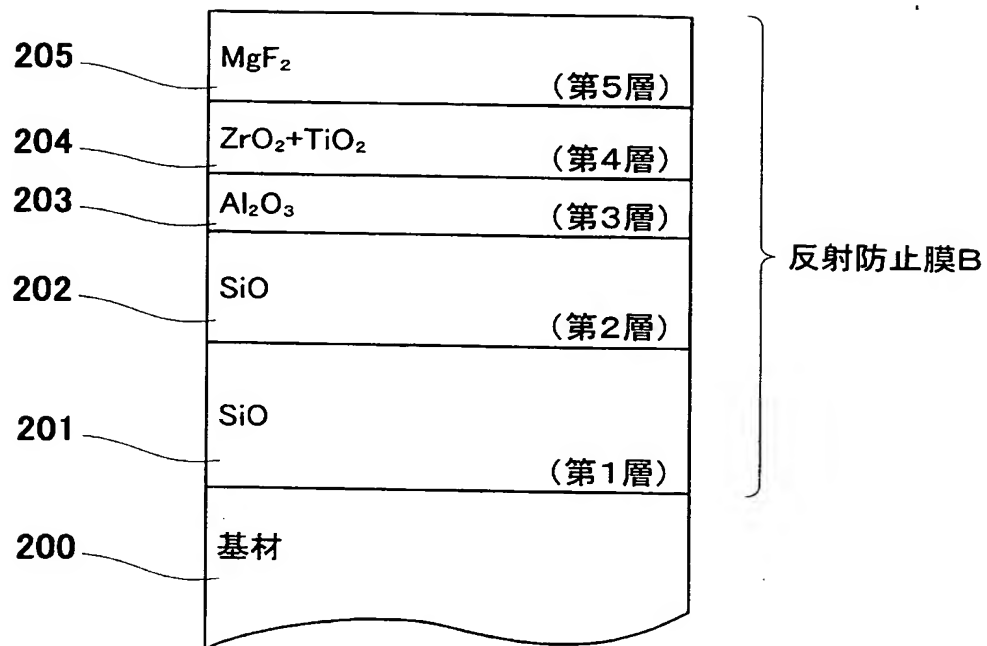 205 MgF₂
(第5層)
204 ZrO₂+TiO₂
(第4層)
203 Al₂O₃
(第3層)
反射防止膜B
202 SiO
(第2層)
201 SiO
(第1層)
200 基材